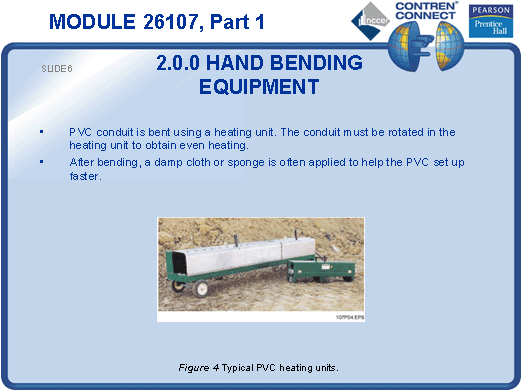 MODULE 26107, Part 1
nccer
CONTREN®
CONNECT
PEARSON
Prentice
Hall
SLIDE 6
2.0.0 HAND BENDING
EQUIPMENT
• PVC conduit is bent using a heating unit. The conduit must be rotated in the
heating unit to obtain even heating.
• After bending, a damp cloth or sponge is often applied to help the PVC set up
faster.
107F04.EPS
Figure 4 Typical PVC heating units.